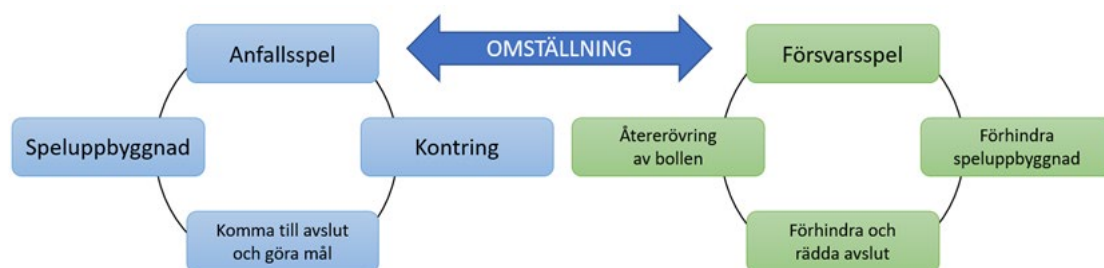 Anfallsspel
OMSTÄLLNING
Försvarsspel
Speluppbyggnad
Kontring
Återerövring
av bollen
Förhindra
speluppbyggnad
Komma till avslut
och göra mål
Förhindra och
rädda avslut